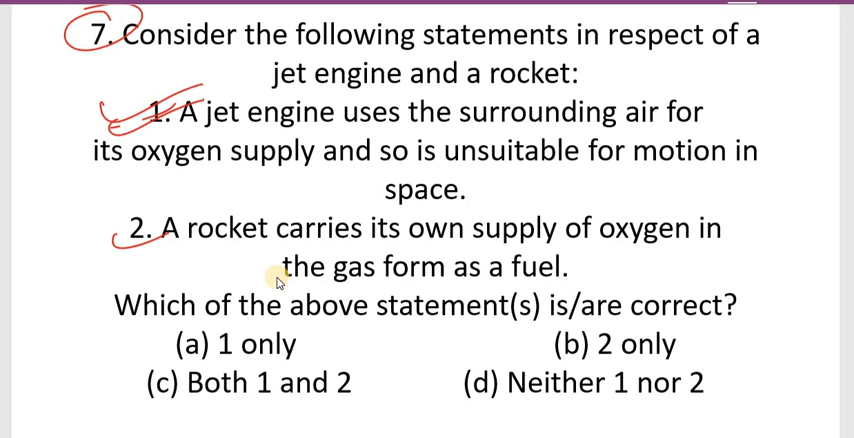 7. Consider the following statements in respect of a
jet engine and a rocket:
1. A jet engine uses the surrounding air for
its oxygen supply and so is unsuitable for motion in
space.
2. A rocket carries its own supply of oxygen in
the gas form as a fuel.
Which of the above statement(s) is/are correct?
(a) 1 only (b) 2 only
(c) Both 1 and 2 (d) Neither 1 nor 2